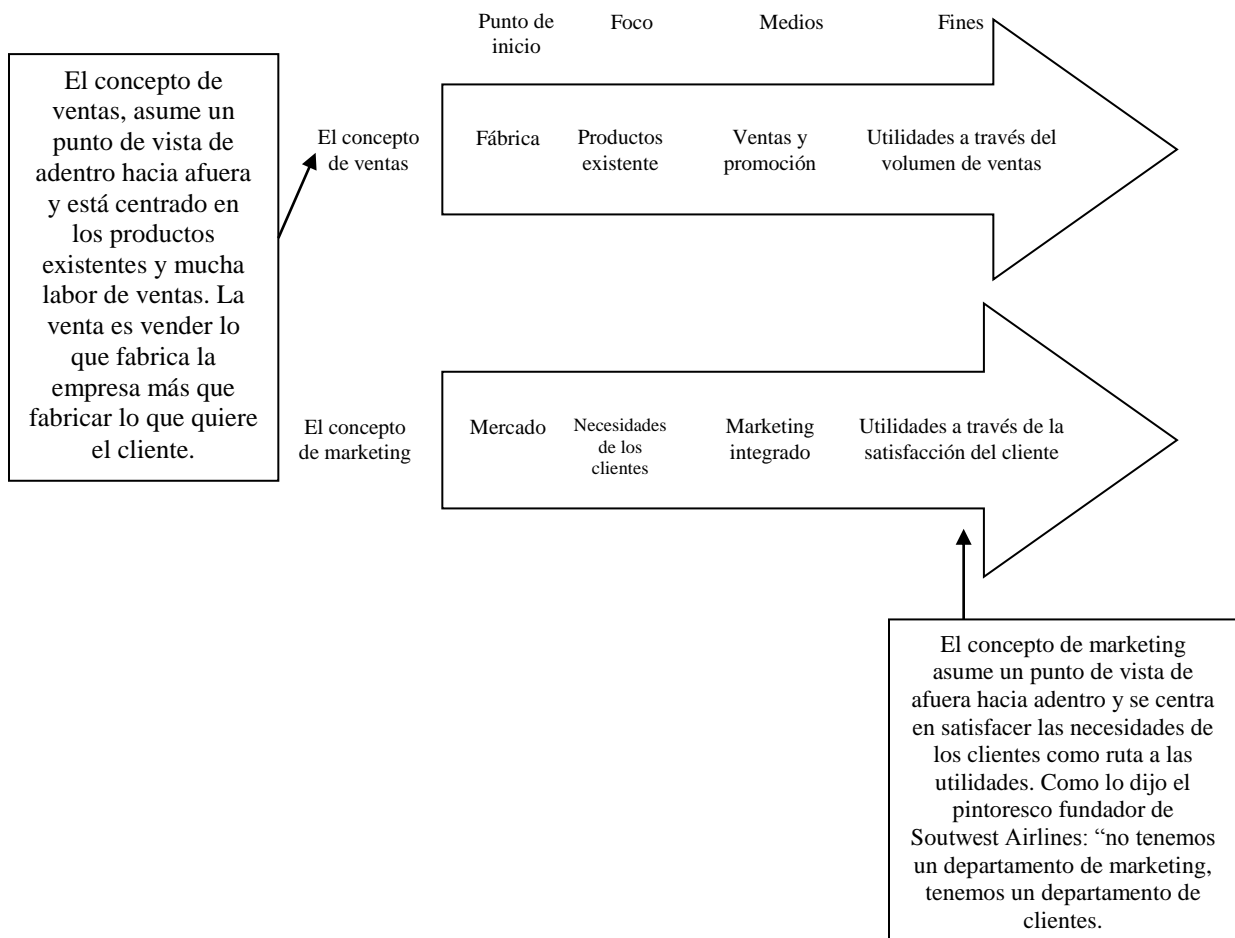 Punto de
inicio
Foco
Medios
Fines
El concepto de
ventas, asume un
punto de vista de
adentro hacia afuera
y está centrado en
los productos
existentes y mucha
labor de ventas. La
venta es vender lo
que fabrica la
empresa más que
fabricar lo que quiere
el cliente.
El concepto
de ventas
Fábrica
Productos
existente
Ventas y
promoción
Utilidades a través del
volumen de ventas
El concepto
de marketing
Mercado
Necesidades
de los
clientes
Marketing
integrado
Utilidades a través de la
satisfacción del cliente
El concepto de marketing
asume un punto de vista de
afuera hacia adentro y se centra
en satisfacer las necesidades de
los clientes como ruta a las
utilidades. Como lo dijo el
pintoresco fundador de
Soutwest Airlines: “no tenemos
un departamento de marketing,
tenemos un departamento de
clientes.